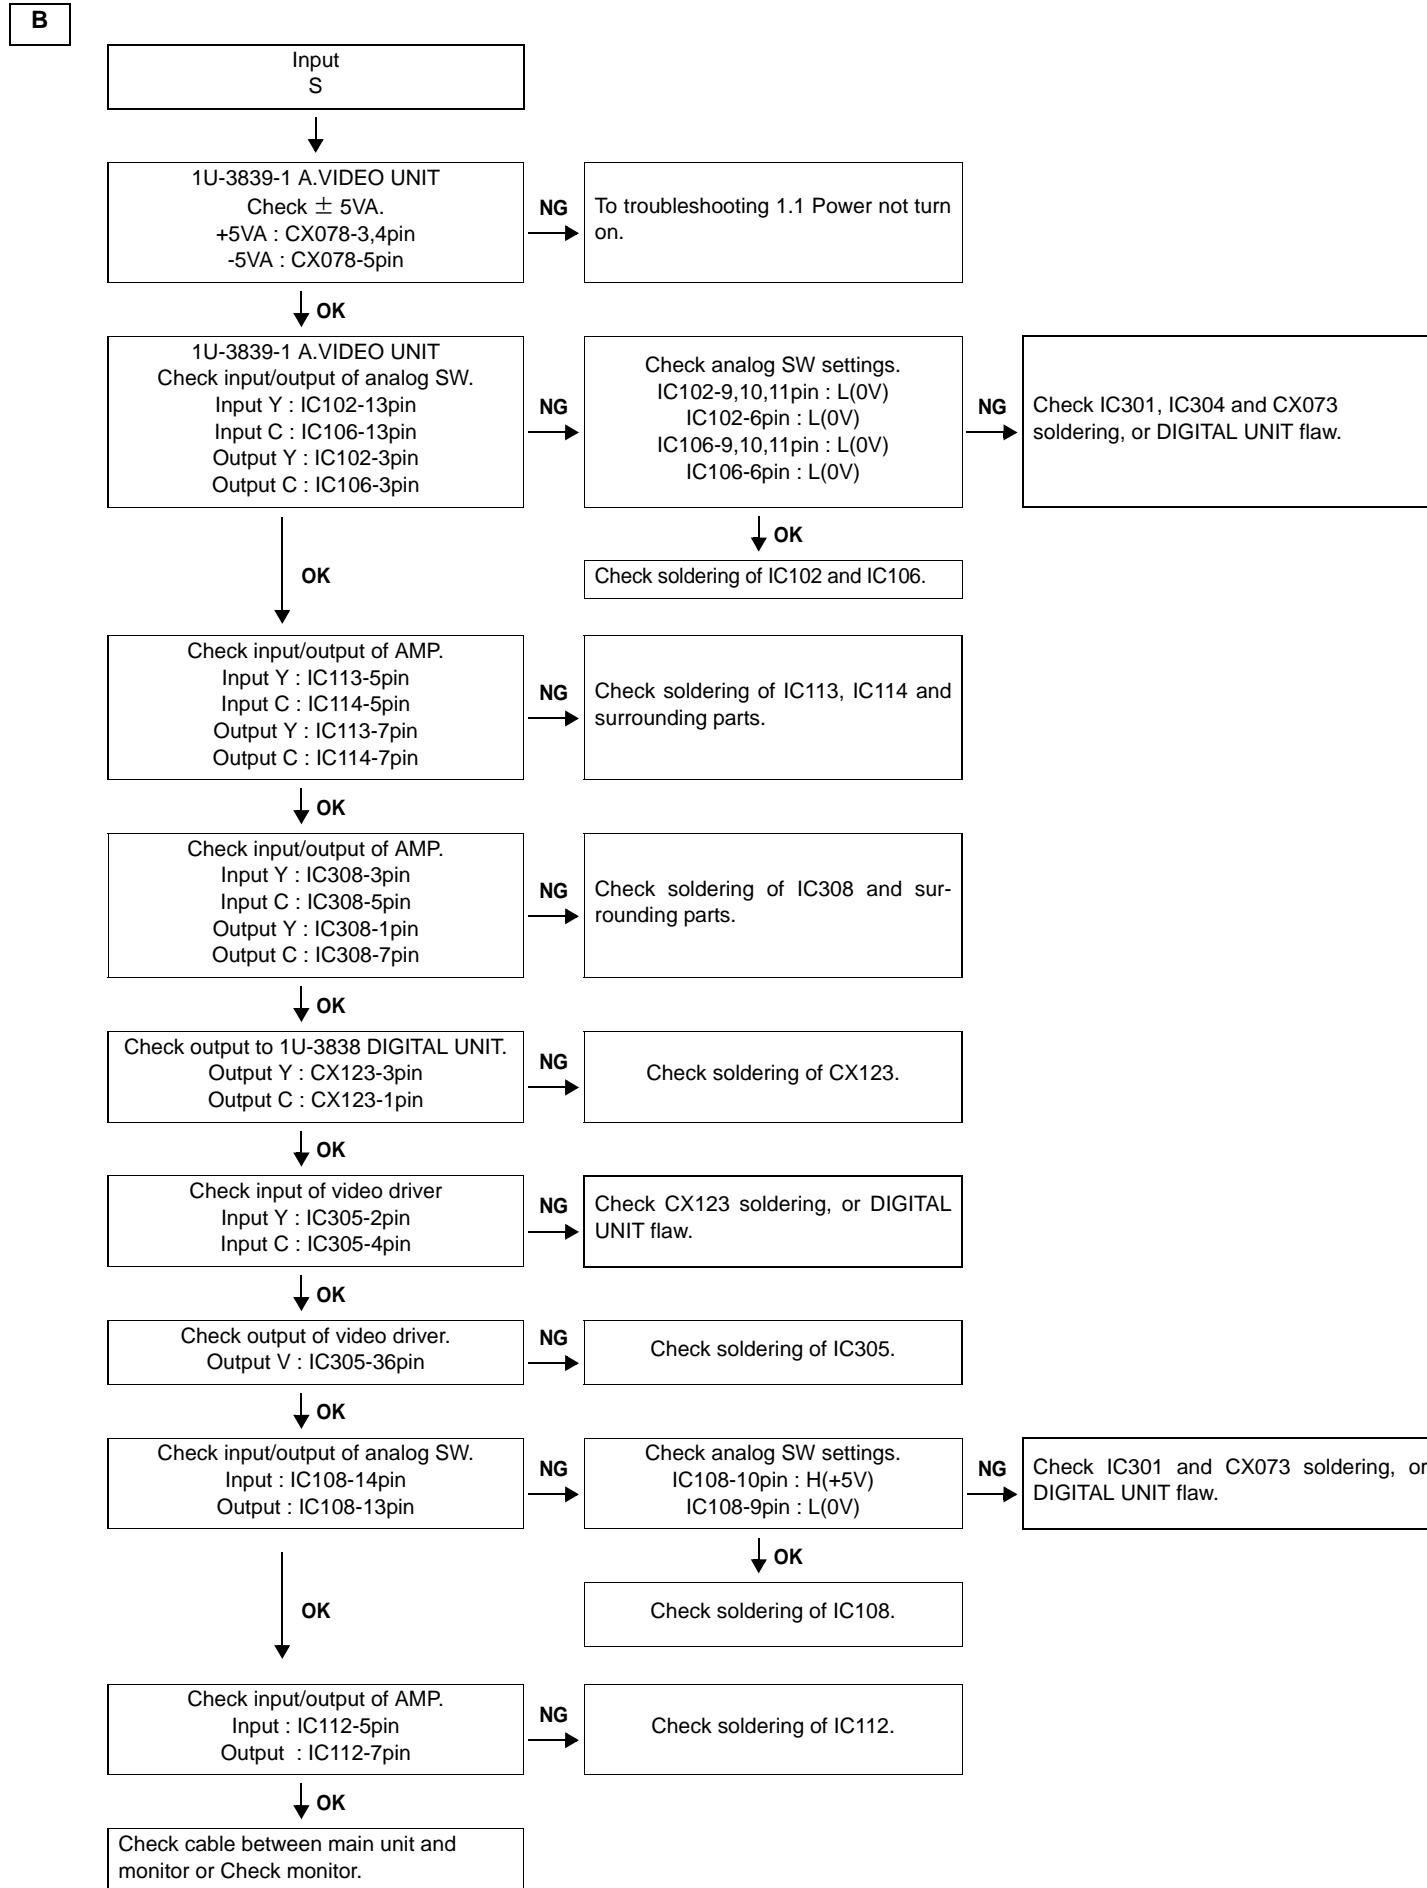 B
Input
S
1U-3839-1 A.VIDEO UNIT
Check ± 5VA.
+5VA : CX078-3,4pin
-5VA : CX078-5pin
NG
To troubleshooting 1.1 Power not turn
on.
OK
1U-3839-1 A.VIDEO UNIT
Check input/output of analog SW.
Input Y : IC102-13pin
Input C : IC106-13pin
Output Y : IC102-3pin
Output C : IC106-3pin
NG
Check analog SW settings.
IC102-9,10,11pin : L(0V)
IC102-6pin : L(0V)
IC106-9,10,11pin : L(0V)
IC106-6pin : L(0V)
NG
Check IC301, IC304 and CX073
soldering, or DIGITAL UNIT flaw.
OK
Check soldering of IC102 and IC106.
OK
Check input/output of AMP.
Input Y : IC113-5pin
Input C : IC114-5pin
Output Y : IC113-7pin
Output C : IC114-7pin
NG
Check soldering of IC113, IC114 and
surrounding parts.
OK
Check input/output of AMP.
Input Y : IC308-3pin
Input C : IC308-5pin
Output Y : IC308-1pin
Output C : IC308-7pin
NG
Check soldering of IC308 and sur-
rounding parts.
OK
Check output to 1U-3838 DIGITAL UNIT.
Output Y : CX123-3pin
Output C : CX123-1pin
NG
Check soldering of CX123.
OK
Check input of video driver
Input Y : IC305-2pin
Input C : IC305-4pin
NG
Check CX123 soldering, or DIGITAL
UNIT flaw.
OK
Check output of video driver.
Output V : IC305-36pin
NG
Check soldering of IC305.
OK
Check input/output of analog SW.
Input : IC108-14pin
Output : IC108-13pin
NG
Check analog SW settings.
IC108-10pin : H(+5V)
IC108-9pin : L(0V)
NG
Check IC301 and CX073 soldering, or
DIGITAL UNIT flaw.
OK
Check soldering of IC108.
OK
Check input/output of AMP.
Input : IC112-5pin
Output : IC112-7pin
NG
Check soldering of IC112.
OK
Check cable between main unit and
monitor or Check monitor.